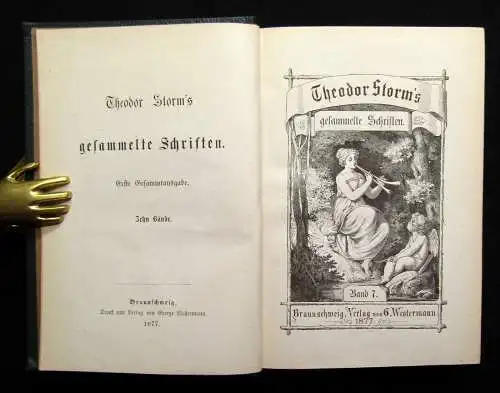 Theodor Storm's
gesammelte Schriften.
Erste Gesammtausgabe.
Zehn Bände.
Braunschweig,
Druck und Verlag von George Westermann.
1877.
Theodor Storm's
gesammelte Schriften.
Band 7.
Braunschweig, Verlag von G. Westermann
1877